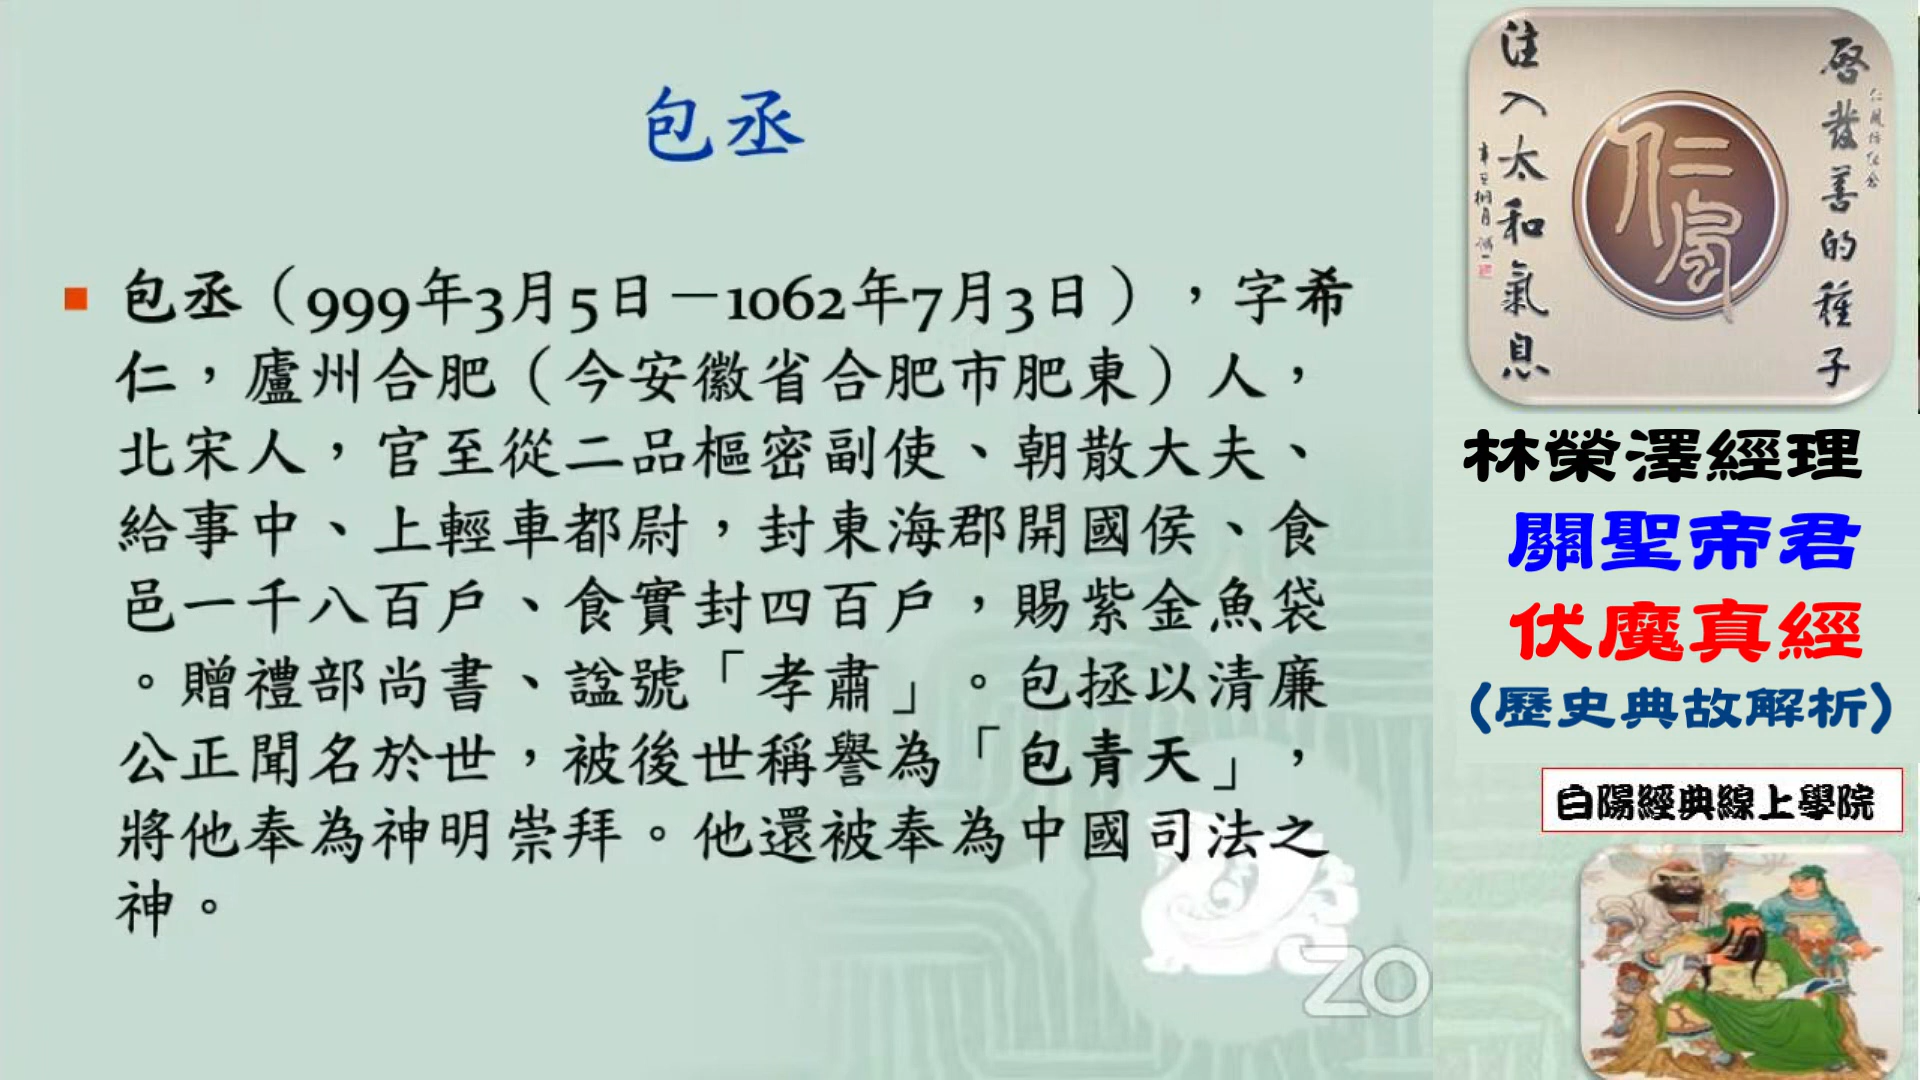 包丞
包丞（999年3月5日－1062年7月3日），字希
仁，廬州合肥（今安徽省合肥市肥東）人，
北宋人，官至從二品樞密副使、朝散大夫、
給事中、上輕車都尉，封東海郡開國侯、食
邑一千八百戶、食實封四百戶，賜紫金魚袋
。贈禮部尚書、諡號「孝肅」。包拯以清廉
公正聞名於世，被後世稱譽為「包青天」，
將他奉為神明崇拜。他還被奉為中國司法之
神。
ZO
啓發善的種子
仁風
注入太和氣息
林榮澤經理
關聖帝君
伏魔真經
（歷史典故解析）
白陽經典線上學院